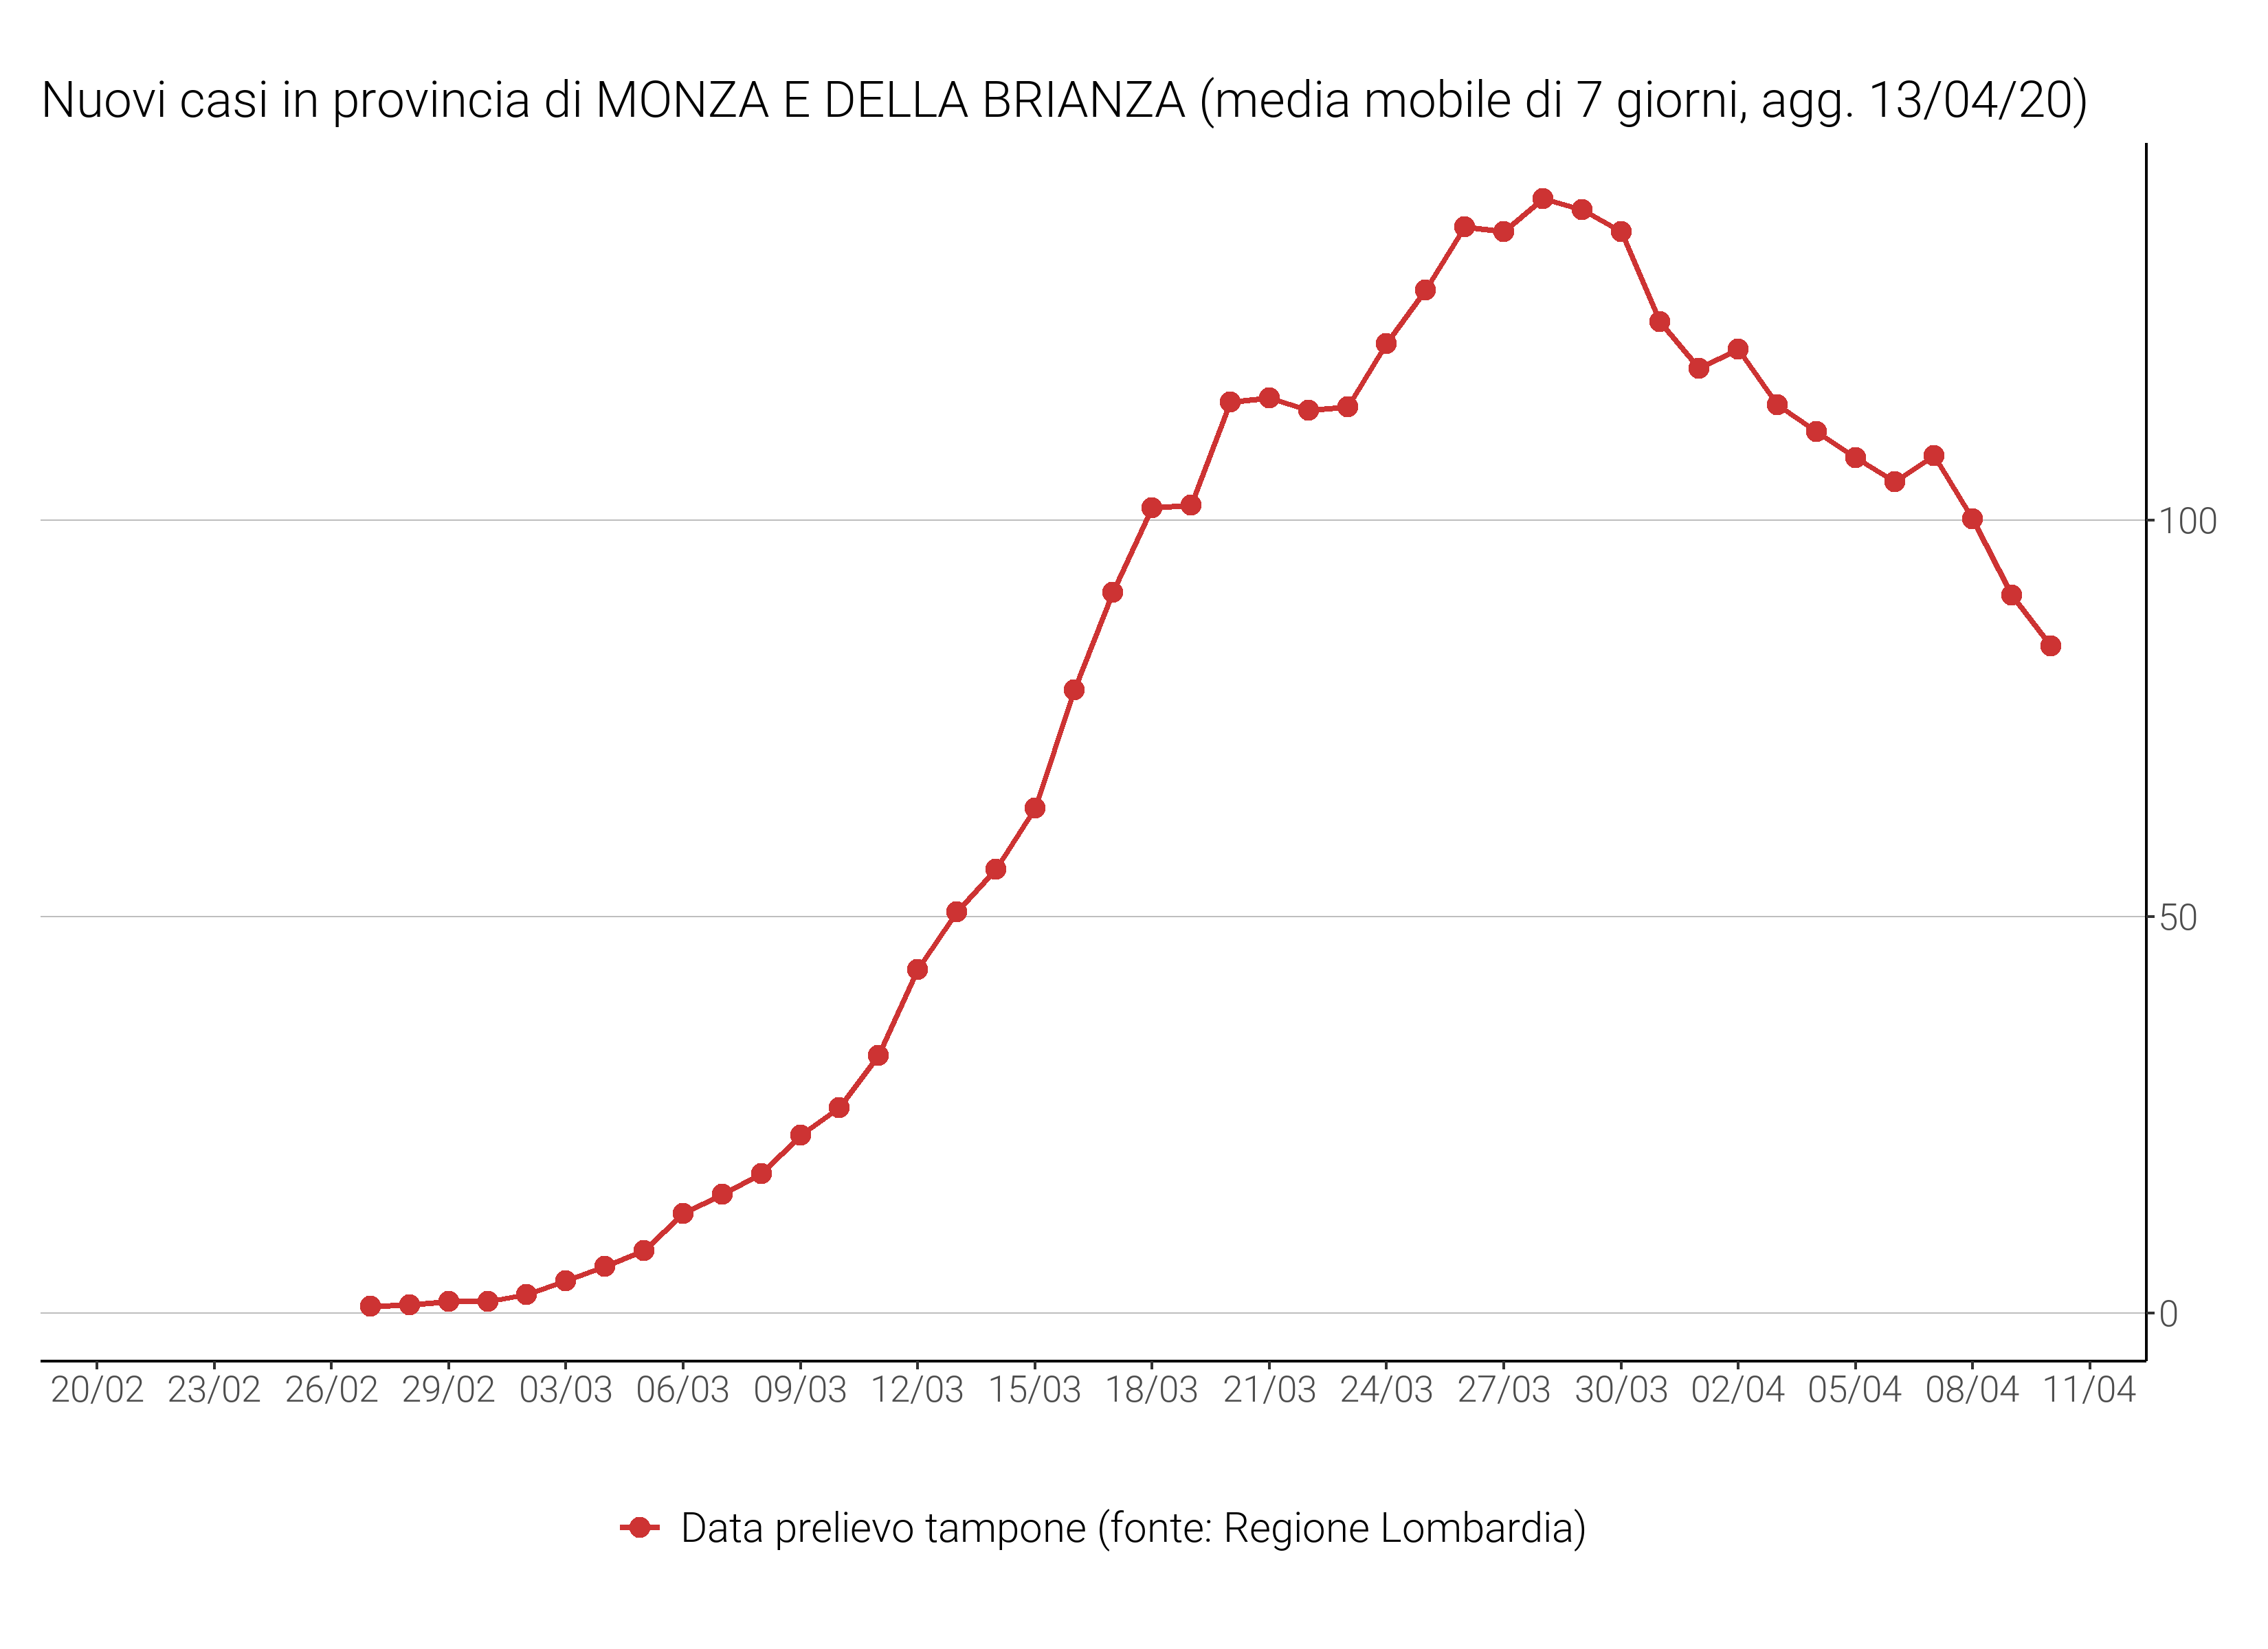 Nuovi casi in provincia di MONZA E DELLA BRIANZA (media mobile di 7 giorni, agg. 13/04/20)
100
50
0
20/02 23/02 26/02 29/02 03/03 06/03 09/03 12/03 15/03 18/03 21/03 24/03 27/03 30/03 02/04 05/04 08/04 11/04
Data prelievo tampone (fonte: Regione Lombardia)